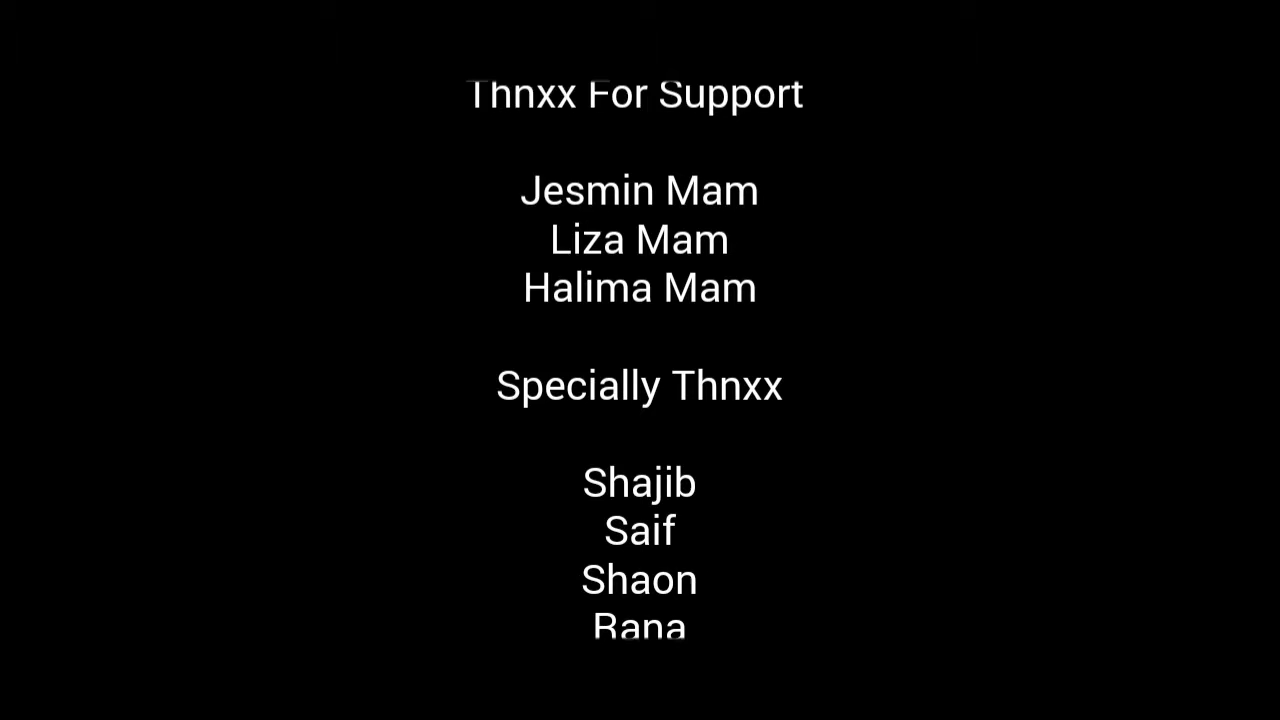 Thnxx For Support
Jesmin Mam
Liza Mam
Halima Mam
Specially Thnxx
Shajib
Saif
Shaon
Rana